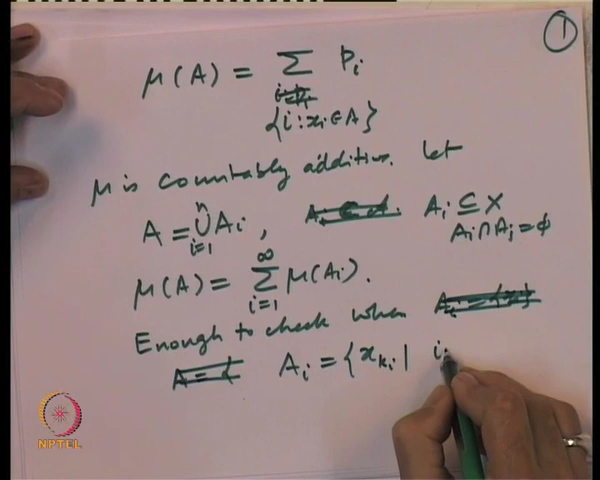 ①
μ(A) = Σ pᵢ
{i : xᵢ ∈ A}
μ is countably additive. Let
A = ⋃ⁿᵢ₌₁ Aᵢ, Aᵢ ⊆ X
Aᵢ ∩ Aⱼ = φ
μ(A) = Σ^∞ᵢ₌₁ μ(Aᵢ).
Enough to check when
Aᵢ = {x_{kᵢ} | i:
NPTEL